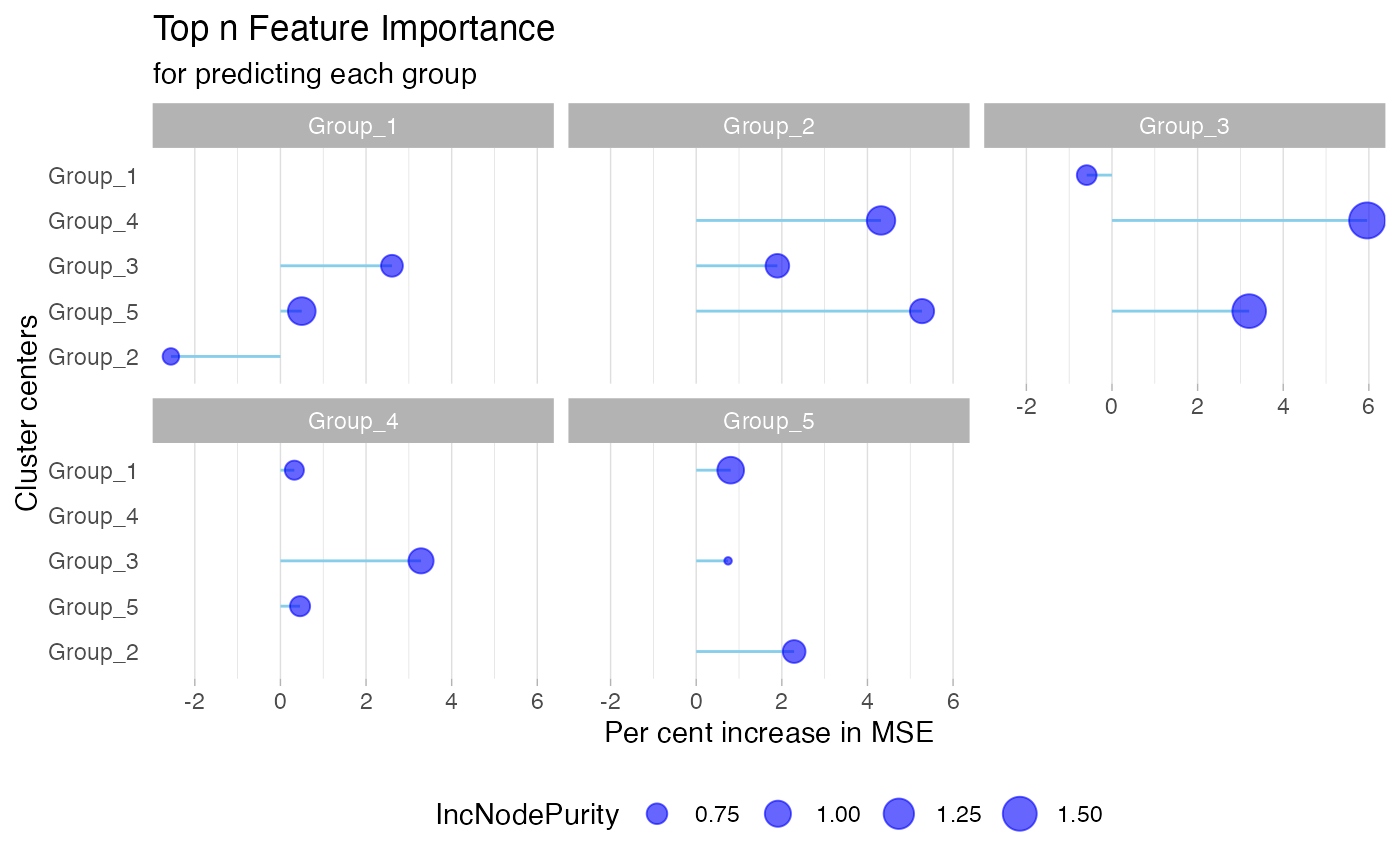 Top n Feature Importance
for predicting each group
Group_1 Group_2 Group_3
Group_1
Group_4
Group_3
Group_5
Group_2
-2 0 2 4 6
Group_4 Group_5
Group_1
Group_4
Group_3
Group_5
Group_2
-2 0 2 4 6 -2 0 2 4 6
Cluster centers
Per cent increase in MSE
IncNodePurity 0.75 1.00 1.25 1.50